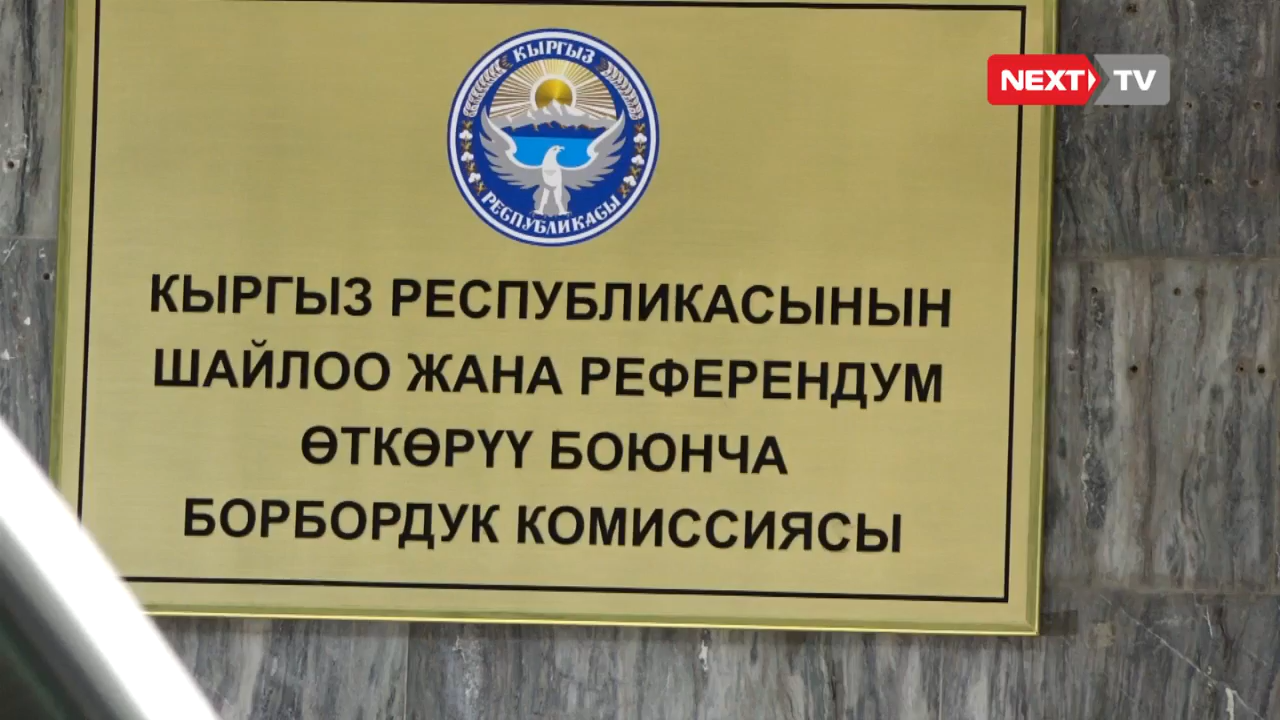 КЫРГЫЗ
РЕСПУБЛИКАСЫ
NEXT TV
КЫРГЫЗ РЕСПУБЛИКАСЫНЫН
ШАЙЛОО ЖАНА РЕФЕРЕНДУМ
ӨТКӨРҮҮ БОЮНЧА
БОРБОРДУК КОМИССИЯСЫ